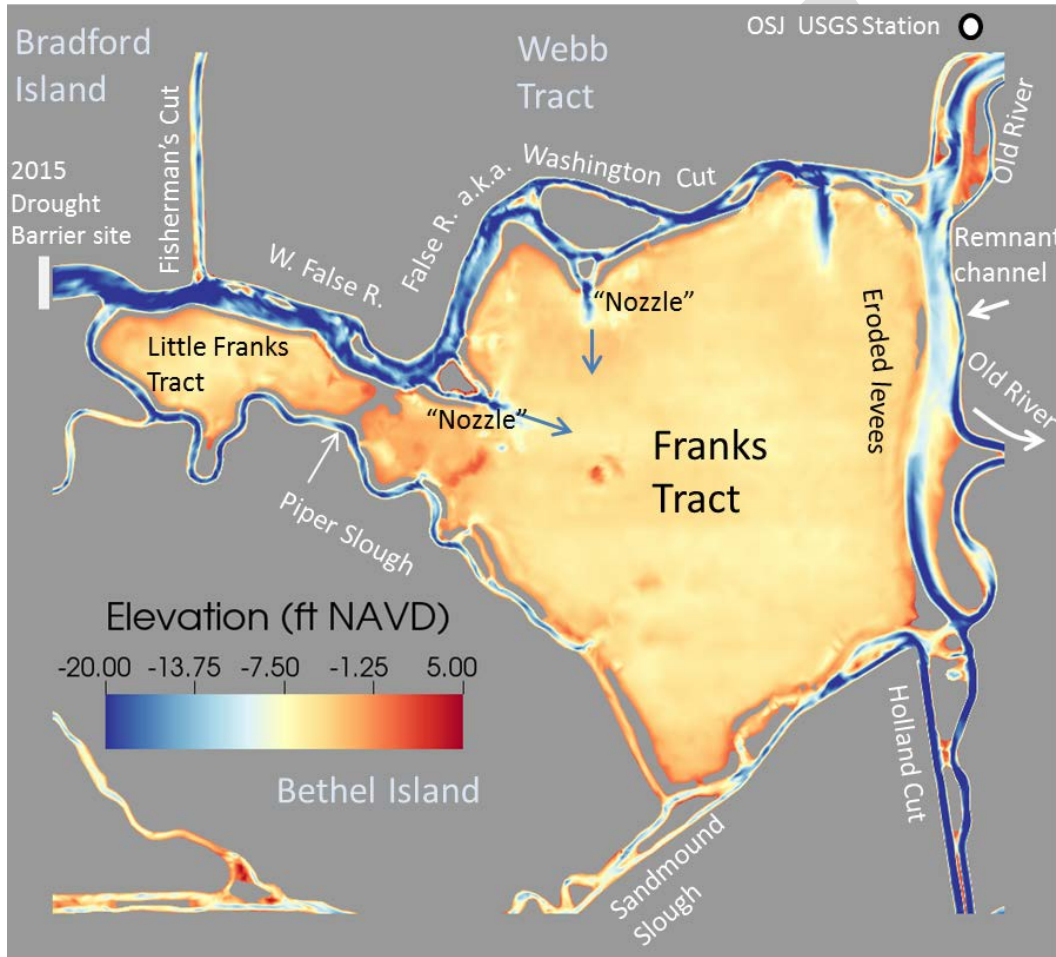 Bradford
Island
Webb
Tract
OSJ USGS Station
2015
Drought
Barrier site
Fisherman's Cut
W. False R.
False R. a.k.a.
Washington Cut
Old River
Remnant
channel
Old River
Eroded levees
"Nozzle"
"Nozzle"
Little Franks
Tract
Franks
Tract
Piper Slough
Elevation (ft NAVD)
-20.00 -13.75 -7.50 -1.25 5.00
Bethel Island
Holland Cut
Sandmound
Slough